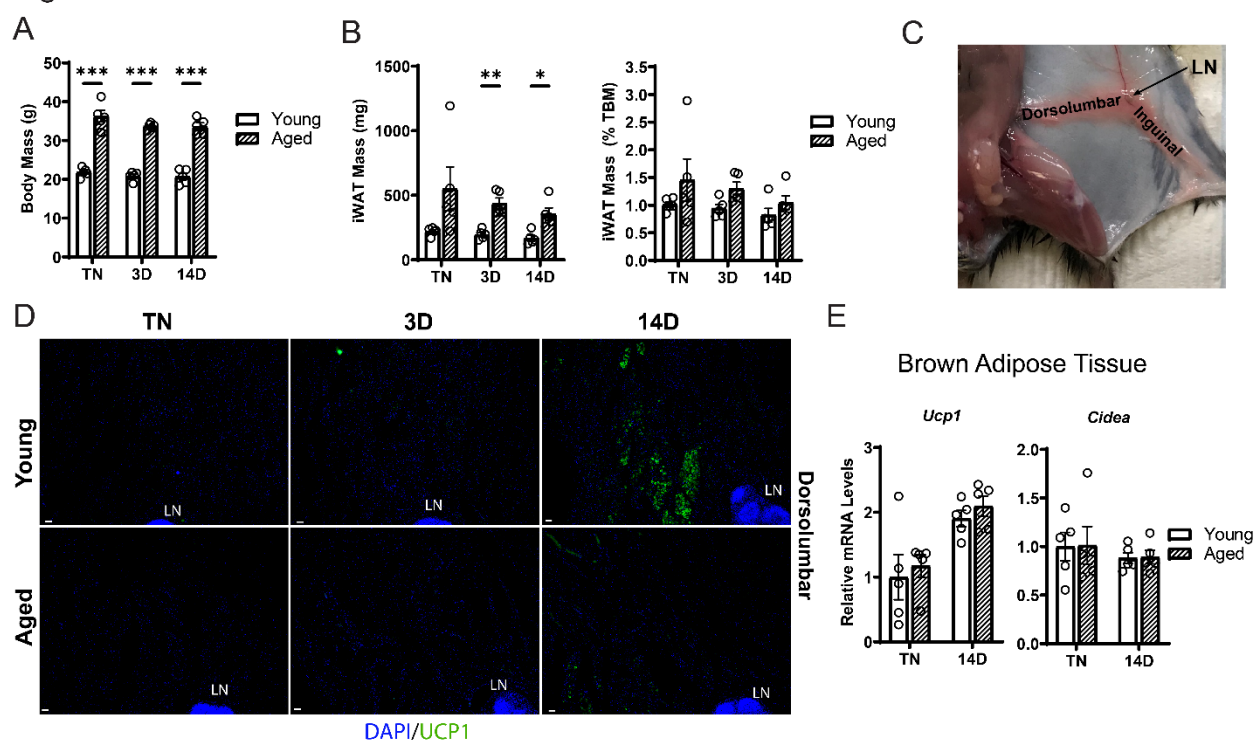 A
*** *** ***
Body Mass (g)
50
40
30
20
10
0
TN 3D 14D
Young
Aged
B
** *
iWAT Mass (mg)
1500
1000
500
0
TN 3D 14D
iWAT Mass (% TBM)
3.5
3.0
2.5
2.0
1.5
1.0
0.5
0.0
TN 3D 14D
Young
Aged
C
LN
Dorsolumbar
Inguinal
D
TN 3D 14D
Young
LN LN LN
Aged
LN LN LN
Dorsolumbar
DAPI/UCP1
E
Brown Adipose Tissue
Ucp1
Relative mRNA Levels
3
2
1
0
TN 14D
Cidea
2.0
1.5
1.0
0.5
0.0
TN 14D
Young
Aged